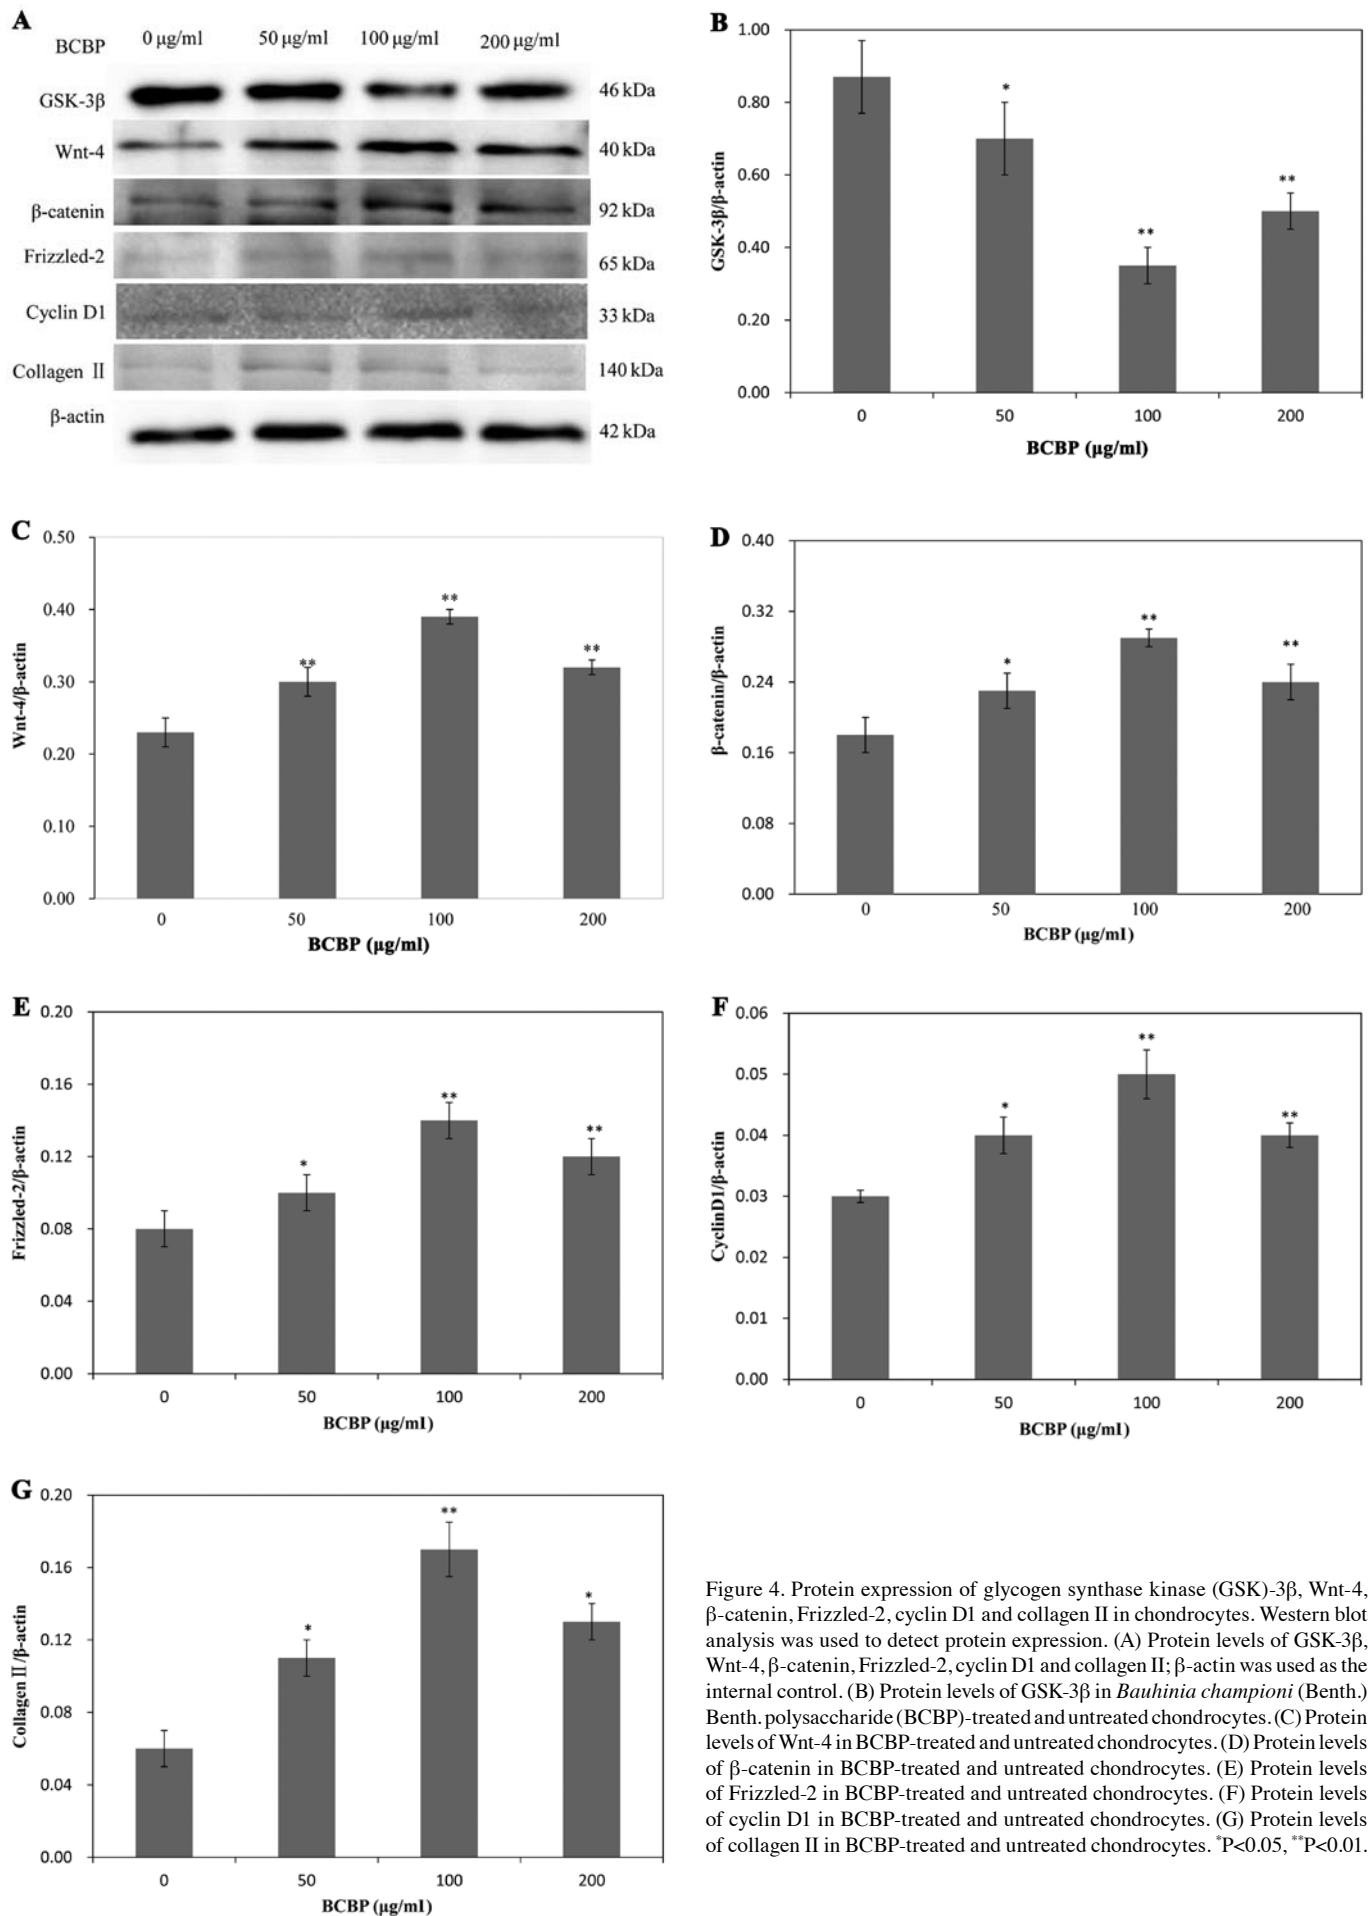 A
BCBP 0 μg/ml 50 μg/ml 100 μg/ml 200 μg/ml
GSK-3β 46 kDa
Wnt-4 40 kDa
β-catenin 92 kDa
Frizzled-2 65 kDa
Cyclin D1 33 kDa
Collagen II 140 kDa
β-actin 42 kDa
B
GSK-3β/β-actin
1.00
0.80
0.60
0.40
0.20
0.00
* ** **
0 50 100 200
BCBP (μg/ml)
C
Wnt-4/β-actin
0.50
0.40
0.30
0.20
0.10
0.00
** ** **
0 50 100 200
BCBP (μg/ml)
D
β-catenin/β-actin
0.40
0.32
0.24
0.16
0.08
0.00
* ** **
0 50 100 200
BCBP (μg/ml)
E
Frizzled-2/β-actin
0.20
0.16
0.12
0.08
0.04
0.00
* ** **
0 50 100 200
BCBP (μg/ml)
F
CyclinD1/β-actin
0.06
0.05
0.04
0.03
0.02
0.01
0.00
* ** **
0 50 100 200
BCBP (μg/ml)
G
Collagen II/β-actin
0.20
0.16
0.12
0.08
0.04
0.00
* ** *
0 50 100 200
BCBP (μg/ml)
Figure 4. Protein expression of glycogen synthase kinase (GSK)-3β, Wnt-4,
β-catenin, Frizzled-2, cyclin D1 and collagen II in chondrocytes. Western blot
analysis was used to detect protein expression. (A) Protein levels of GSK-3β,
Wnt-4, β-catenin, Frizzled-2, cyclin D1 and collagen II; β-actin was used as the
internal control. (B) Protein levels of GSK-3β in Bauhinia championi (Benth.)
Benth. polysaccharide (BCBP)-treated and untreated chondrocytes. (C) Protein
levels of Wnt-4 in BCBP-treated and untreated chondrocytes. (D) Protein levels
of β-catenin in BCBP-treated and untreated chondrocytes. (E) Protein levels
of Frizzled-2 in BCBP-treated and untreated chondrocytes. (F) Protein levels
of cyclin D1 in BCBP-treated and untreated chondrocytes. (G) Protein levels
of collagen II in BCBP-treated and untreated chondrocytes. *P<0.05, **P<0.01.